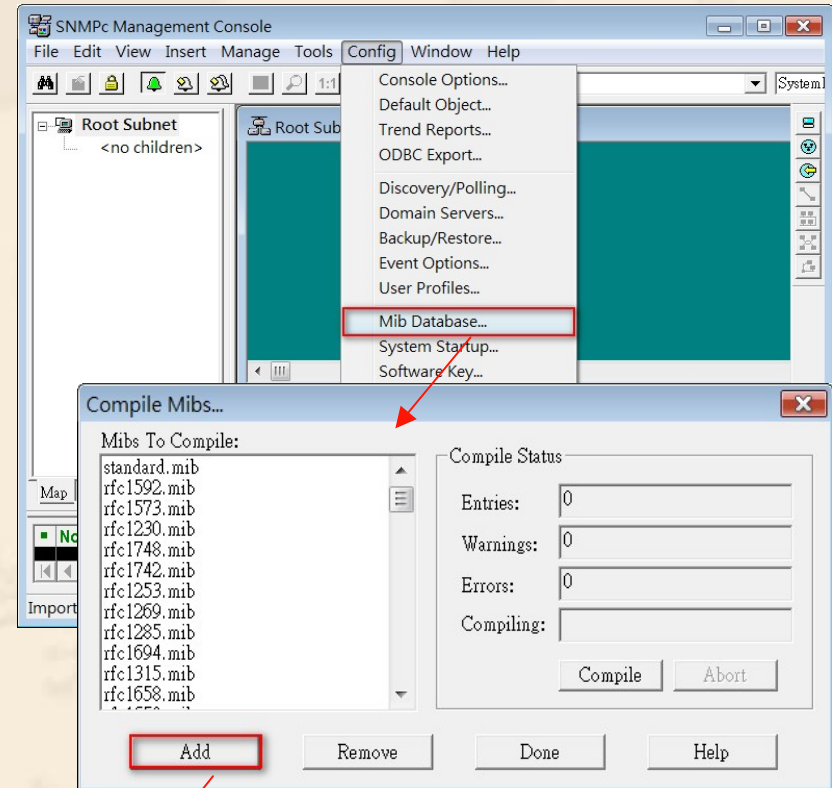 SNMPc Management Console
File Edit View Insert Manage Tools Config Window Help
1:1
System
Root Subnet
<no children>
Root Sub
Console Options...
Default Object...
Trend Reports...
ODBC Export...
Discovery/Polling...
Domain Servers...
Backup/Restore...
Event Options...
User Profiles...
Mib Database...
System Startup...
Software Key...
Map
No
Import
Compile Mibs...
Mibs To Compile:
standard.mib
rfc1592.mib
rfc1573.mib
rfc1230.mib
rfc1748.mib
rfc1742.mib
rfc1253.mib
rfc1269.mib
rfc1285.mib
rfc1694.mib
rfc1315.mib
rfc1658.mib
Compile Status
Entries: 0
Warnings: 0
Errors: 0
Compiling:
Compile Abort
Add Remove Done Help